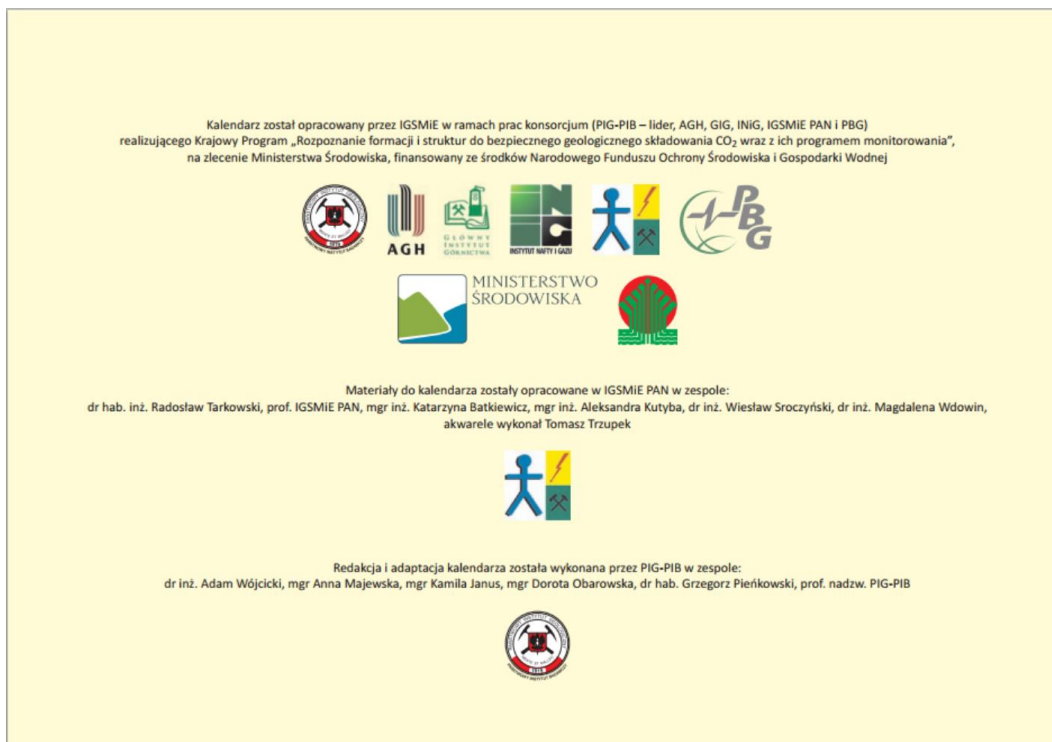 Kalendarz został opracowany przez IGSMiE w ramach prac konsorcjum (PIG-PIB – lider, AGH, GIG, INiG, IGSMiE PAN i PBG)
realizującego Krajowy Program „Rozpoznanie formacji i struktur do bezpiecznego geologicznego składowania CO₂ wraz z ich programem monitorowania”,
na zlecenie Ministerstwa Środowiska, finansowany ze środków Narodowego Funduszu Ochrony Środowiska i Gospodarki Wodnej
AGH
GŁÓWNY
INSTYTUT
GÓRNICTWA
INiG
INSTYTUT NAFTY I GAZU
PBG
MINISTERSTWO
ŚRODOWISKA
Materiały do kalendarza zostały opracowane w IGSMiE PAN w zespole:
dr hab. inż. Radosław Tarkowski, prof. IGSMiE PAN, mgr inż. Katarzyna Batkiewicz, mgr inż. Aleksandra Kutyba, dr inż. Wiesław Sroczyński, dr inż. Magdalena Wdowin,
akwarele wykonał Tomasz Trzupek
Redakcja i adaptacja kalendarza została wykonana przez PIG-PIB w zespole:
dr inż. Adam Wójcicki, mgr Anna Majewska, mgr Kamila Janus, mgr Dorota Obarowska, dr hab. Grzegorz Pieńkowski, prof. nadzw. PIG-PIB